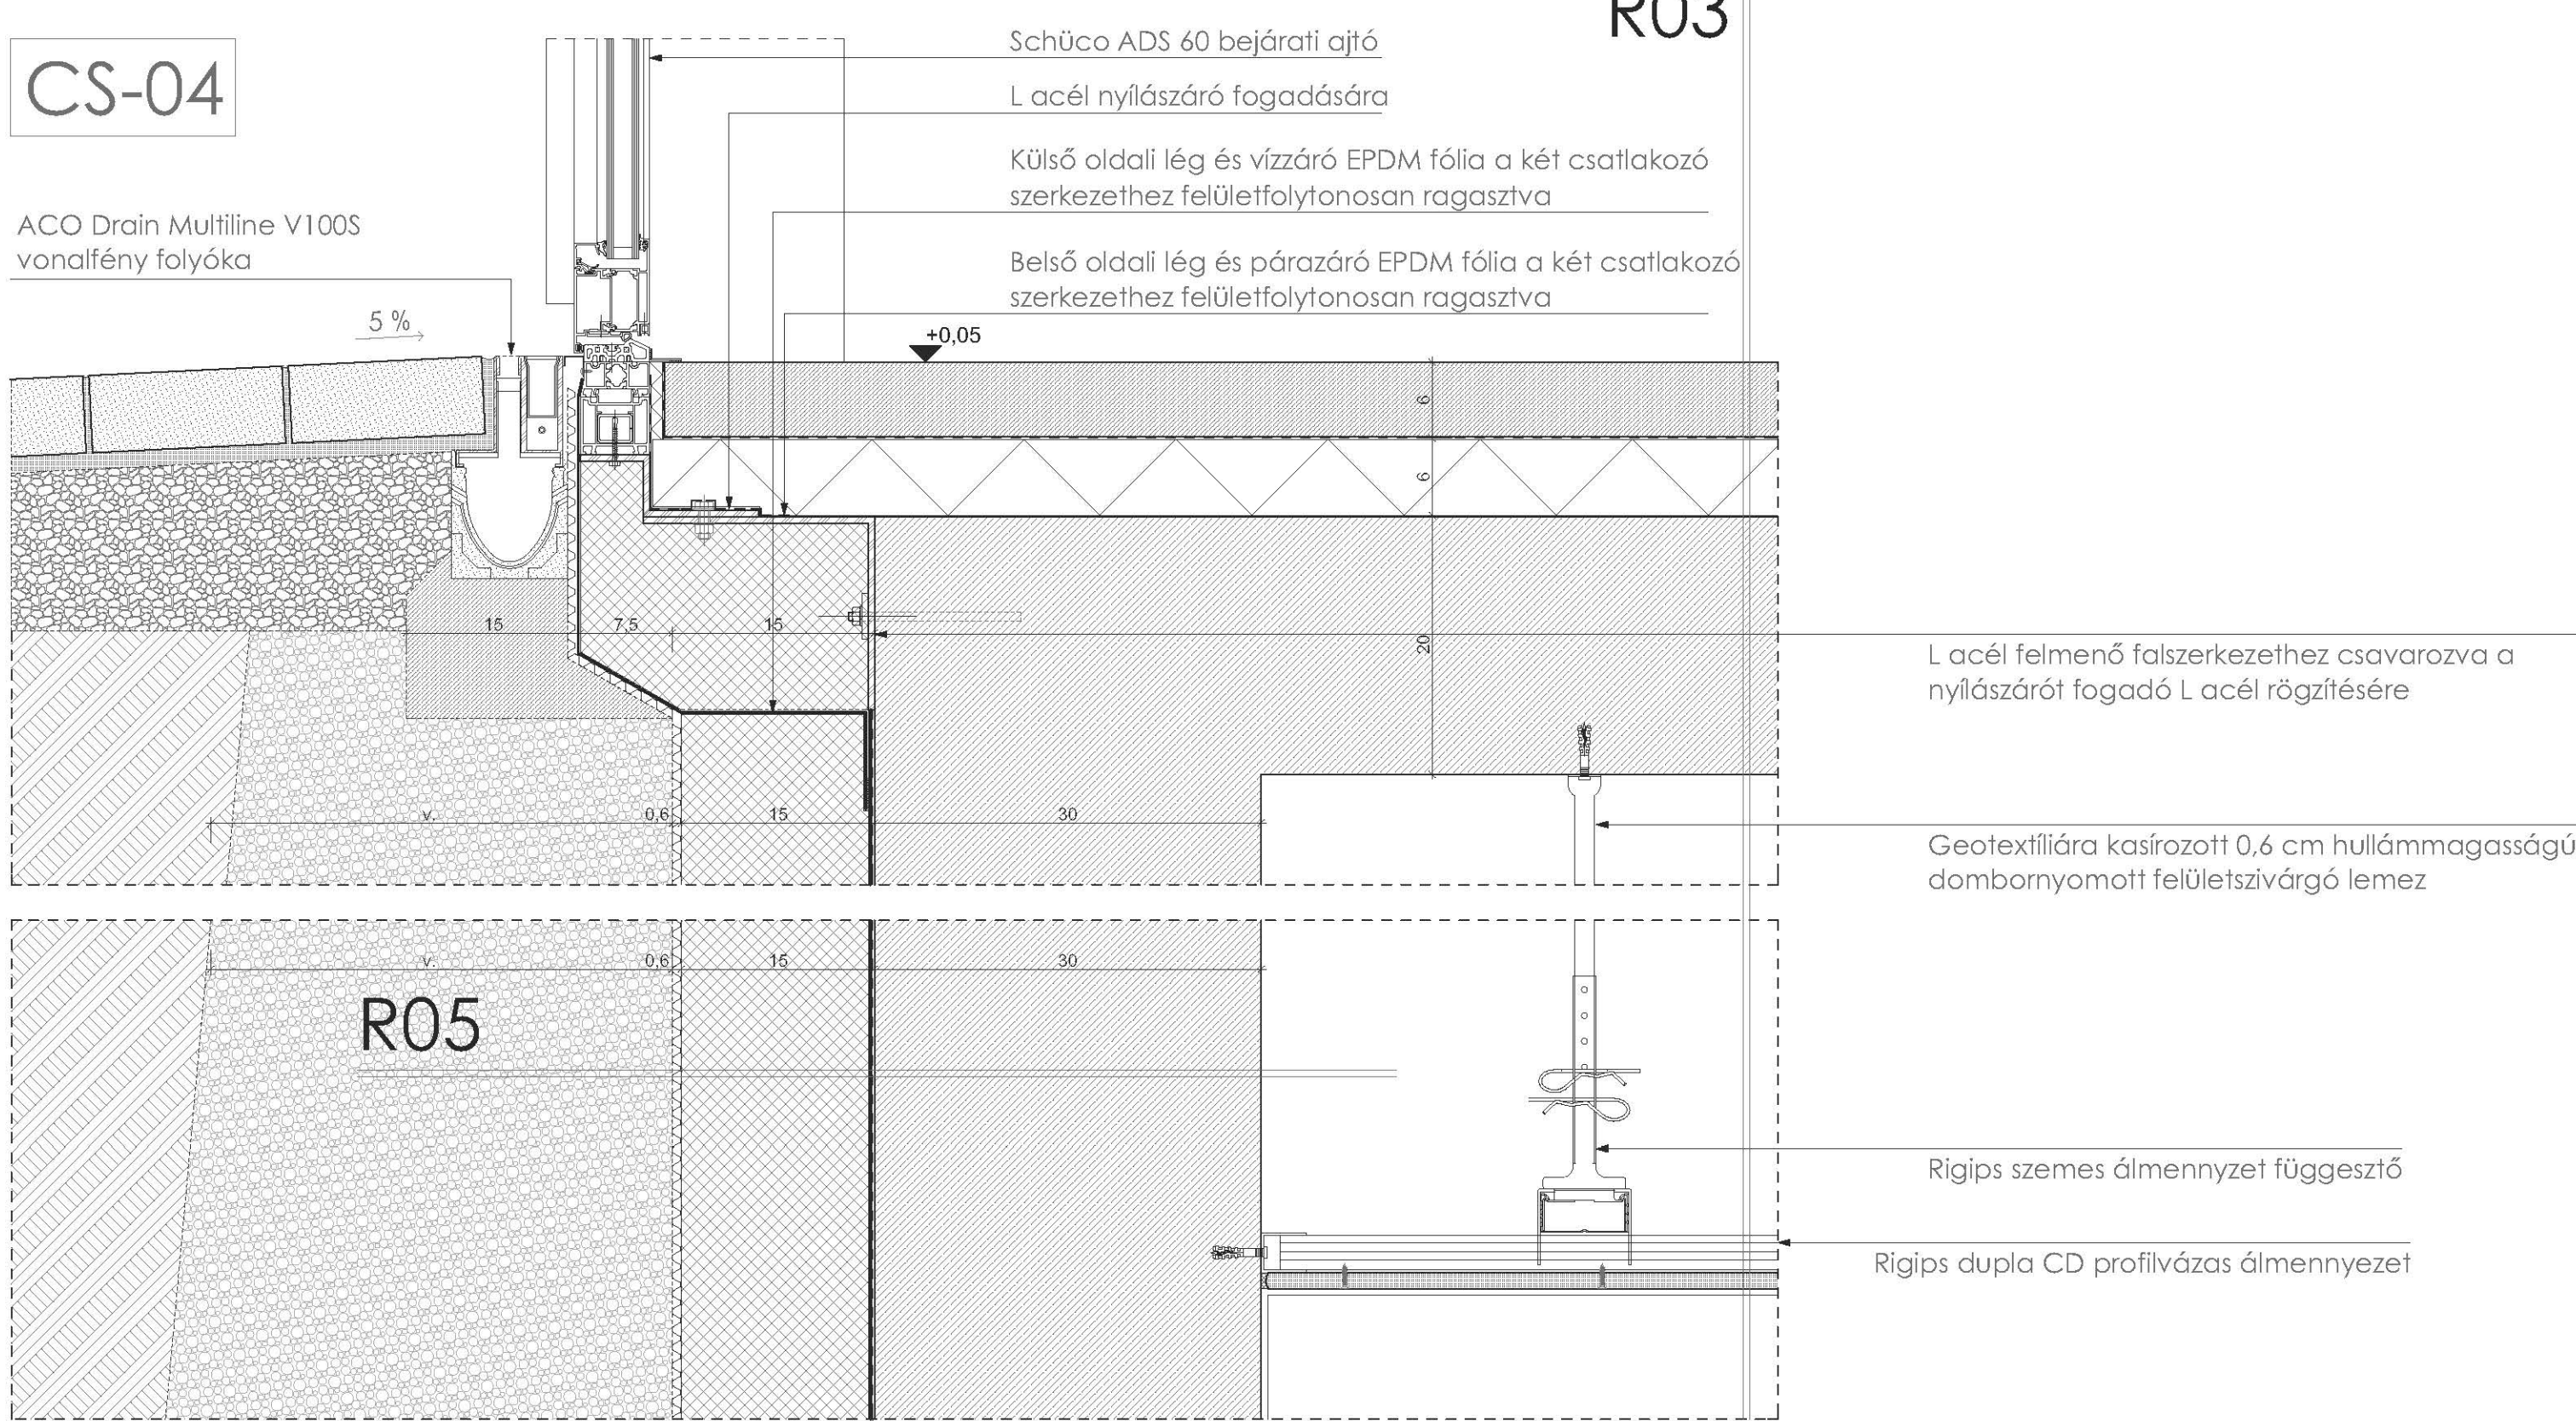 R03
CS-04
Schüco ADS 60 bejárati ajtó
L acél nyílászáró fogadására
Külső oldali lég és vízzáró EPDM fólia a két csatlakozó
szerkezethez felületfolytonosan ragasztva
ACO Drain Multiline V100S
vonalfény folyóka
Belső oldali lég és párazáró EPDM fólia a két csatlakozó
szerkezethez felületfolytonosan ragasztva
5 %
+0,05
6
6
20
15
7,5
15
L acél felmenő falszerkezethez csavarozva a
nyílászárót fogadó L acél rögzítésére
v.
0,6
15
30
Geotextíliára kasírozott 0,6 cm hullámmagasságú
dombornyomott felületszivárgó lemez
v.
0,6
15
30
R05
Rigips szemes álmennyzet függesztő
Rigips dupla CD profilvázas álmennyezet